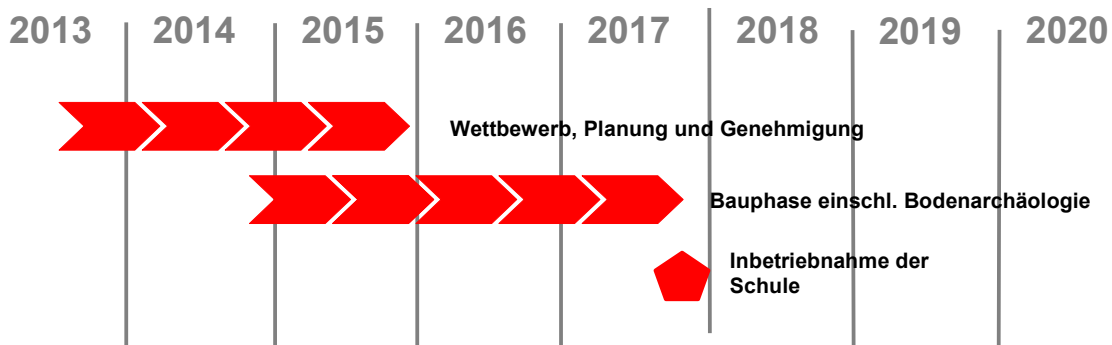 2013 2014 2015 2016 2017 2018 2019 2020
Wettbewerb, Planung und Genehmigung
Bauphase einschl. Bodenarchäologie
Inbetriebnahme der
Schule